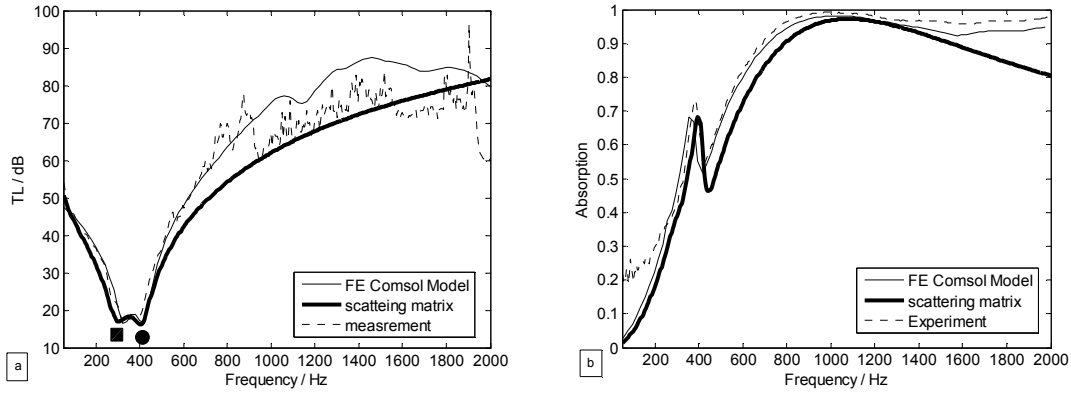 100
90
80
70
60
50
40
30
20
10
TL / dB
200 400 600 800 1000 1200 1400 1600 1800 2000
Frequency / Hz
FE Comsol Model
scatteing matrix
measrement
a
1
0.9
0.8
0.7
0.6
0.5
0.4
0.3
0.2
0.1
0
Absorption
200 400 600 800 1000 1200 1400 1600 1800 2000
Frequency / Hz
FE Comsol Model
scattering matrix
Experiment
b